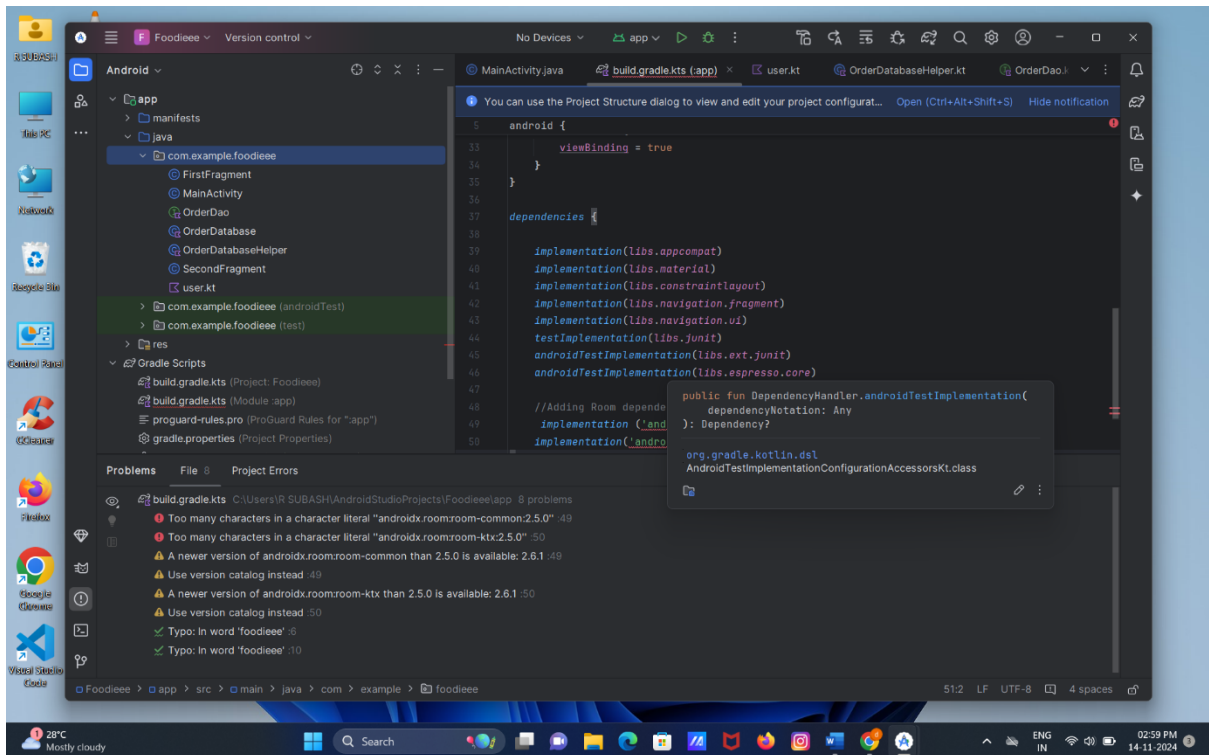 R SUBASH
This PC
Network
Recycle Bin
Control Panel
CCleaner
Firefox
Google Chrome
Visual Studio Code
F Foodieee
Version control
No Devices
app
Android
app
manifests
java
com.example.foodieee
FirstFragment
MainActivity
OrderDao
OrderDatabase
OrderDatabaseHelper
SecondFragment
user.kt
com.example.foodieee (androidTest)
com.example.foodieee (test)
res
Gradle Scripts
build.gradle.kts (Project: Foodieee)
build.gradle.kts (Module :app)
proguard-rules.pro (ProGuard Rules for ":app")
gradle.properties (Project Properties)
MainActivity.java build.gradle.kts (:app) user.kt OrderDatabaseHelper.kt OrderDao.k
You can use the Project Structure dialog to view and edit your project configurat... Open (Ctrl+Alt+Shift+S) Hide notification
5 android {
33 viewBinding = true
34 }
35 }
36
37 dependencies {
38
39 implementation(libs.appcompat)
40 implementation(libs.material)
41 implementation(libs.constraintlayout)
42 implementation(libs.navigation.fragment)
43 implementation(libs.navigation.ui)
44 testImplementation(libs.junit)
45 androidTestImplementation(libs.ext.junit)
46 androidTestImplementation(libs.espresso.core)
47
48 //Adding Room depende
49 implementation ('and
50 implementation('andro
public fun DependencyHandler.androidTestImplementation(
dependencyNotation: Any
): Dependency?
org.gradle.kotlin.dsl
AndroidTestImplementationConfigurationAccessorsKt.class
Problems File 8 Project Errors
build.gradle.kts C:\Users\R SUBASH\AndroidStudioProjects\Foodieee\app 8 problems
Too many characters in a character literal "androidx.room:room-common:2.5.0" :49
Too many characters in a character literal "androidx.room:room-ktx:2.5.0" :50
A newer version of androidx.room:room-common than 2.5.0 is available: 2.6.1 :49
Use version catalog instead :49
A newer version of androidx.room:room-ktx than 2.5.0 is available: 2.6.1 :50
Use version catalog instead :50
Typo: In word 'foodieee' :6
Typo: In word 'foodieee' :10
Foodieee > app > src > main > java > com > example > foodieee
51:2 LF UTF-8 4 spaces
1 28°C
Mostly cloudy
Search
ENG
IN
02:59 PM
14-11-2024